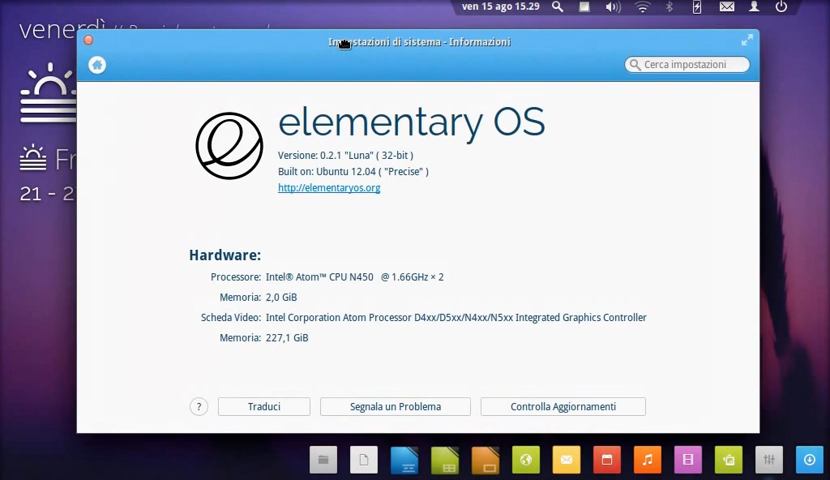 ven 15 ago 15.29
venerdì
Impostazioni di sistema - Informazioni
Cerca impostazioni
elementary OS
Versione: 0.2.1 "Luna" ( 32-bit )
Built on: Ubuntu 12.04 ( "Precise" )
http://elementaryos.org
Fr
21 - 2
Hardware:
Processore: Intel® Atom™ CPU N450 @ 1.66GHz × 2
Memoria: 2,0 GiB
Scheda Video: Intel Corporation Atom Processor D4xx/D5xx/N4xx/N5xx Integrated Graphics Controller
Memoria: 227,1 GiB
? Traduci Segnala un Problema Controlla Aggiornamenti